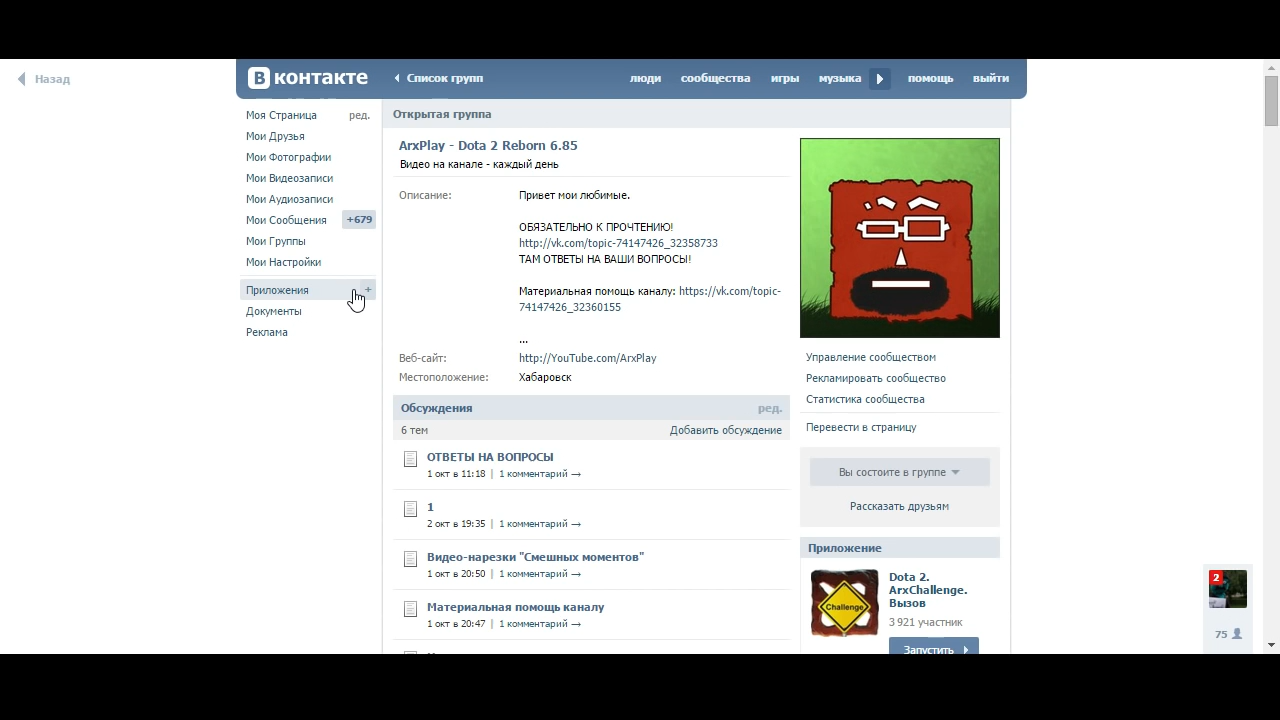 Назад
В контакте
Список групп
люди сообщества игры музыка помощь выйти
Моя Страница ред.
Мои Друзья
Мои Фотографии
Мои Видеозаписи
Мои Аудиозаписи
Мои Сообщения +679
Мои Группы
Мои Настройки
Приложения +
Документы
Реклама
Открытая группа
ArxPlay - Dota 2 Reborn 6.85
Видео на канале - каждый день
Описание: Привет мои любимые.
ОБЯЗАТЕЛЬНО К ПРОЧТЕНИЮ!
http://vk.com/topic-74147426_32358733
ТАМ ОТВЕТЫ НА ВАШИ ВОПРОСЫ!
Материальная помощь каналу: https://vk.com/topic-
74147426_32360155
...
Веб-сайт: http://YouTube.com/ArxPlay
Местоположение: Хабаровск
Обсуждения ред.
6 тем Добавить обсуждение
ОТВЕТЫ НА ВОПРОСЫ
1 окт в 11:18 | 1 комментарий →
1
2 окт в 19:35 | 1 комментарий →
Видео-нарезки "Смешных моментов"
1 окт в 20:50 | 1 комментарий →
Материальная помощь каналу
1 окт в 20:47 | 1 комментарий →
Управление сообществом
Рекламировать сообщество
Статистика сообщества
Перевести в страницу
Вы состоите в группе
Рассказать друзьям
Приложение
Challenge
Dota 2.
ArxChallenge.
Вызов
3 921 участник
Запустить
2
75